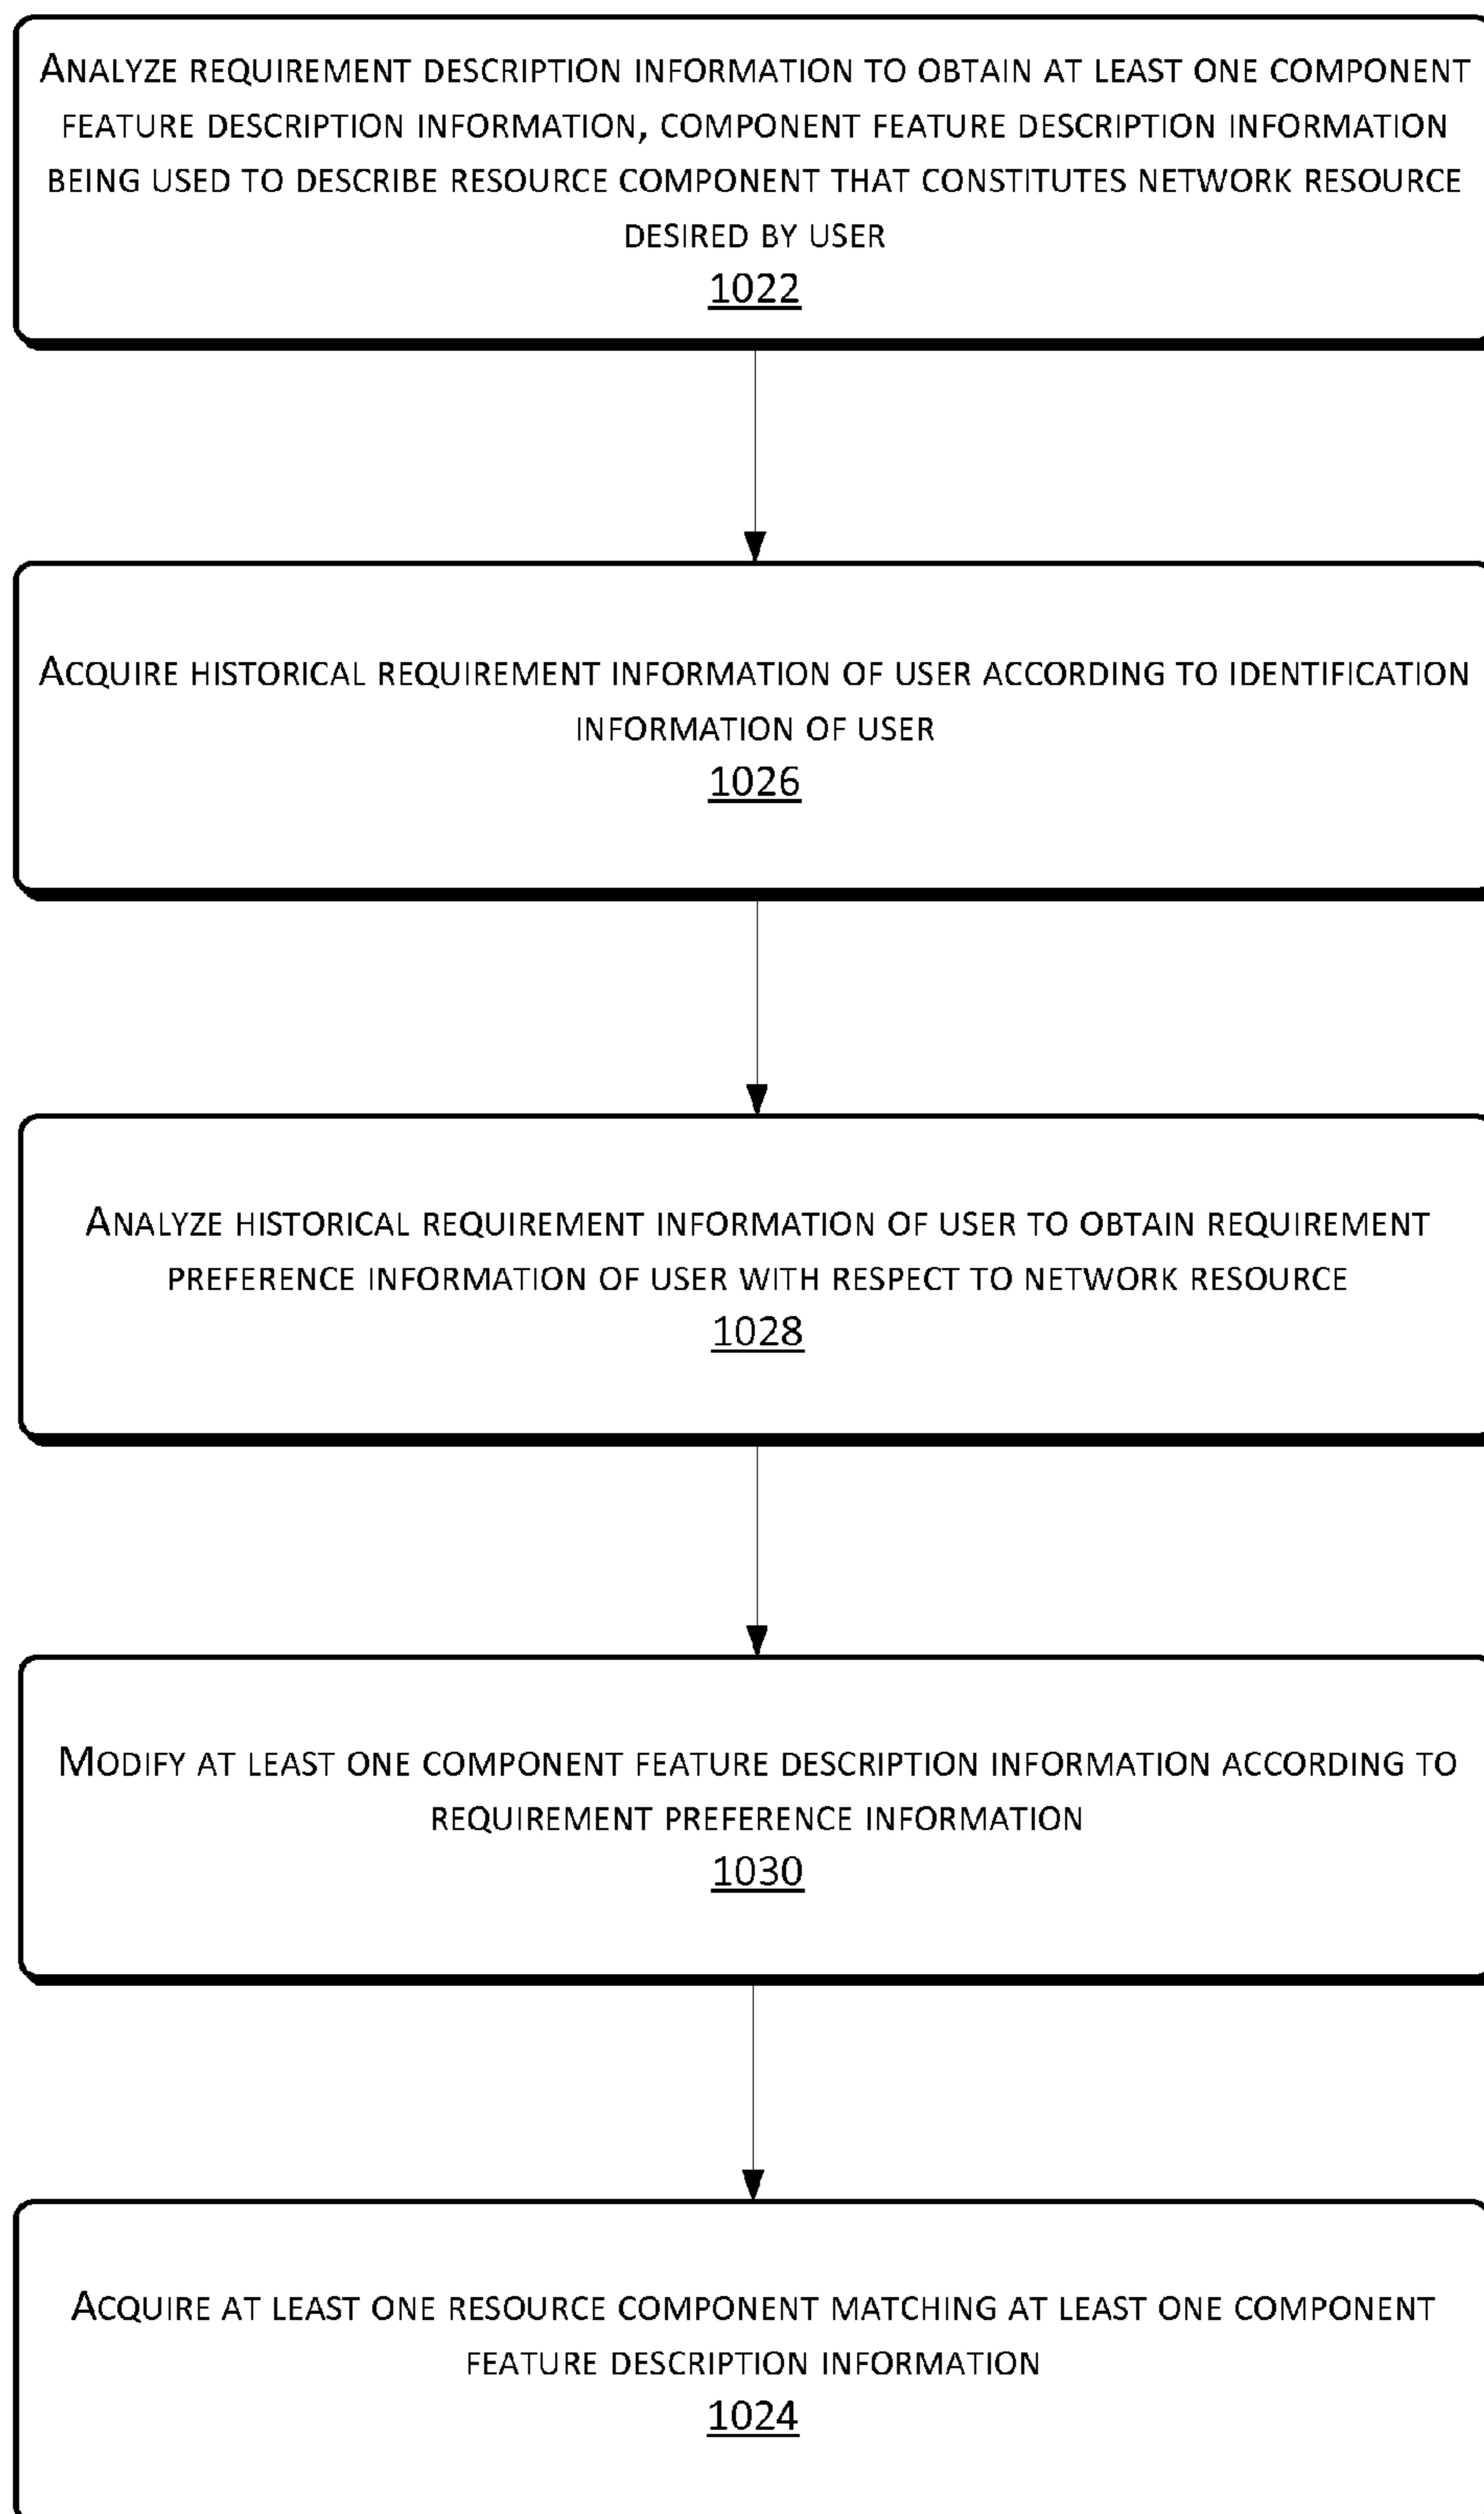 ANALYZE REQUIREMENT DESCRIPTION INFORMATION TO OBTAIN AT LEAST ONE COMPONENT
FEATURE DESCRIPTION INFORMATION, COMPONENT FEATURE DESCRIPTION INFORMATION
BEING USED TO DESCRIBE RESOURCE COMPONENT THAT CONSTITUTES NETWORK RESOURCE
DESIRED BY USER
1022
ACQUIRE HISTORICAL REQUIREMENT INFORMATION OF USER ACCORDING TO IDENTIFICATION
INFORMATION OF USER
1026
ANALYZE HISTORICAL REQUIREMENT INFORMATION OF USER TO OBTAIN REQUIREMENT
PREFERENCE INFORMATION OF USER WITH RESPECT TO NETWORK RESOURCE
1028
MODIFY AT LEAST ONE COMPONENT FEATURE DESCRIPTION INFORMATION ACCORDING TO
REQUIREMENT PREFERENCE INFORMATION
1030
ACQUIRE AT LEAST ONE RESOURCE COMPONENT MATCHING AT LEAST ONE COMPONENT
FEATURE DESCRIPTION INFORMATION
1024